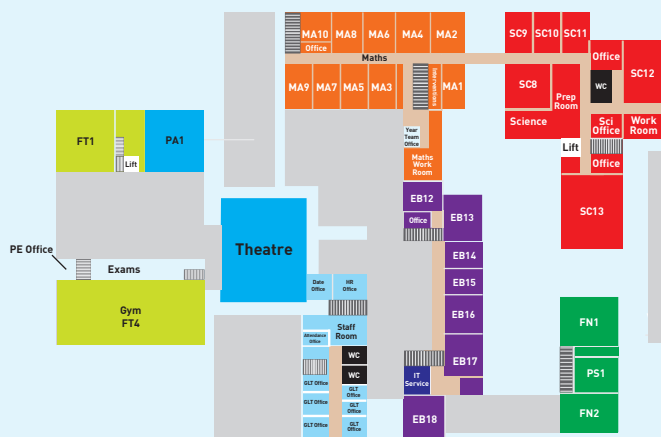 MA10
Office
MA8
MA6
MA4
MA2
SC9
SC10
SC11
Office
SC12
Maths
MA9
MA7
MA5
MA3
Interventions
MA1
SC8
Prep
Room
WC
Science
Sci
Office
Work
Room
Lift
Office
FT1
Lift
PA1
Year
Team
Office
Maths
Work
Room
EB12
Office
EB13
SC13
Theatre
PE Office
Exams
EB14
EB15
EB16
EB17
Date
Office
HR
Office
Gym
FT4
Staff
Room
Attendance
Office
WC
WC
GLT Office
GLT
Office
GLT Office
GLT
Office
GLT Office
GLT
Office
IT
Service
EB18
FN1
PS1
FN2